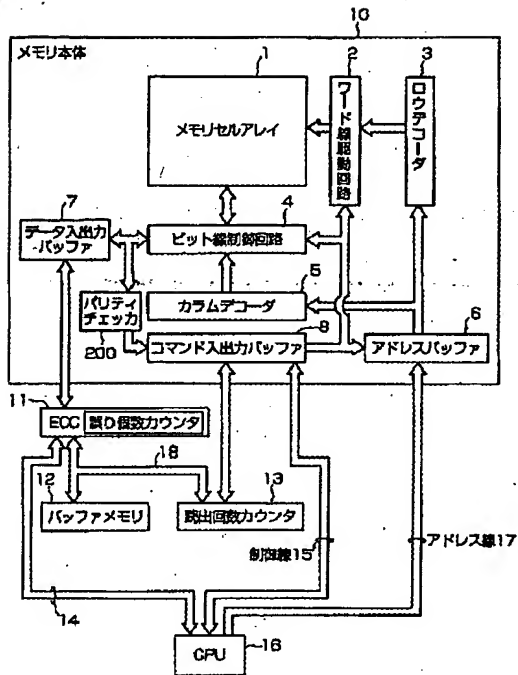 10
メモリ本体
1
2
3
メモリセルアレイ
ワード線駆動回路
ロウデコーダ
7
データ入出力
バッファ
4
ビット線制御回路
5
カラムデコーダ
パリティ
チェッカ
200
8
コマンド入出力バッファ
6
アドレスバッファ
11
ECC
誤り個数カウンタ
18
12
バッファメモリ
13
読出回数カウンタ
制御線15
アドレス線17
14
CPU
16